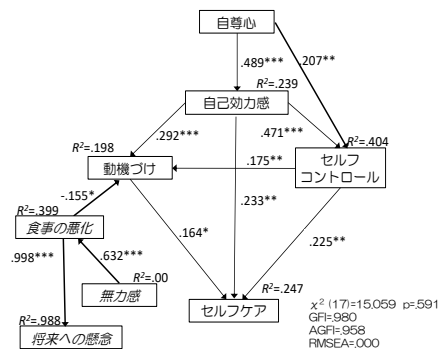 自尊心
.489***
.207**
R²=.239
自己効力感
.292***
.471***
R²=.198
R²=.404
動機づけ
.175**
セルフ
コントロール
-.155*
R²=.399
.233**
食事の悪化
.998***
.632***
.164*
.225**
R²=.00
無力感
R²=.247
セルフケア
R²=.988
将来への懸念
χ² (17)=15.059 p=.591
GFI=.980
AGFI=.958
RMSEA=.000